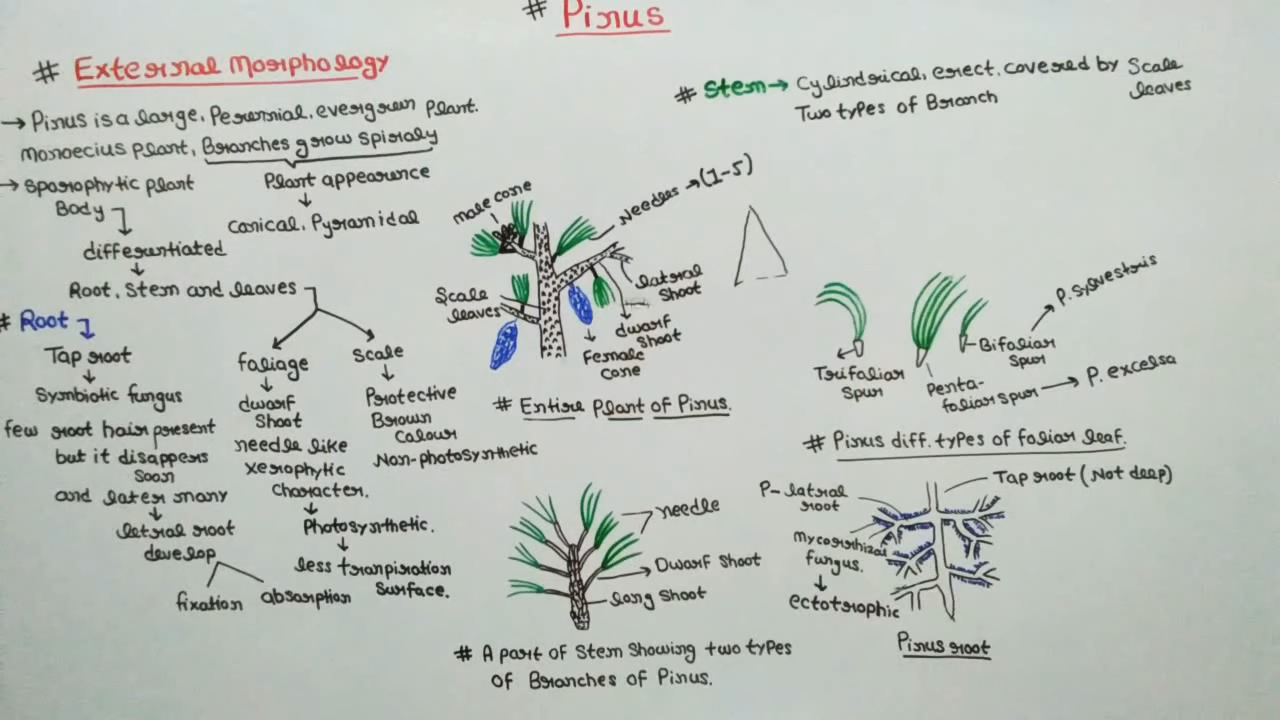 # Pinus
# External Morphology
→ Pinus is a large, Perennial, evergreen plant.
monoecius plant, Branches grow spiraly
Plant appearance
↓
conical, Pyramidal
→ Sporophytic plant
Body
differentiated
↓
Root, Stem and leaves
# Root
Tap root
↓
Symbiotic fungus
few root hair present
but it disappers
soon
and later many
↓
letral root
develop
fixation absorption
foliage
↓
dwarf
Shoot
needle like
xerophytic
character.
↓
Photosynthetic.
↓
less tranpiration
Surface.
Scale
↓
Protective
Brown
Colour
Non-photosynthetic
# Stem → Cylindrical, erect, covered by Scale
leaves
Two types of Branch
male cone
Needles → (1-5)
Scale
leaves
latral
Shoot
dwarf
Shoot
Female
cone
# Entire Plant of Pinus.
Trifoliar
Spur
Penta-
foliar spur → P. excelsa
Bifoliar
Spur
P. sylvestris
# Pinus diff. types of foliar leaf.
needle
Dwarf shoot
long shoot
# A part of Stem Showing two types
of Branches of Pinus.
Tap root (Not deep)
P-latral
root
mycorrhizal
fungus.
↓
ectotrophic
Pinus root